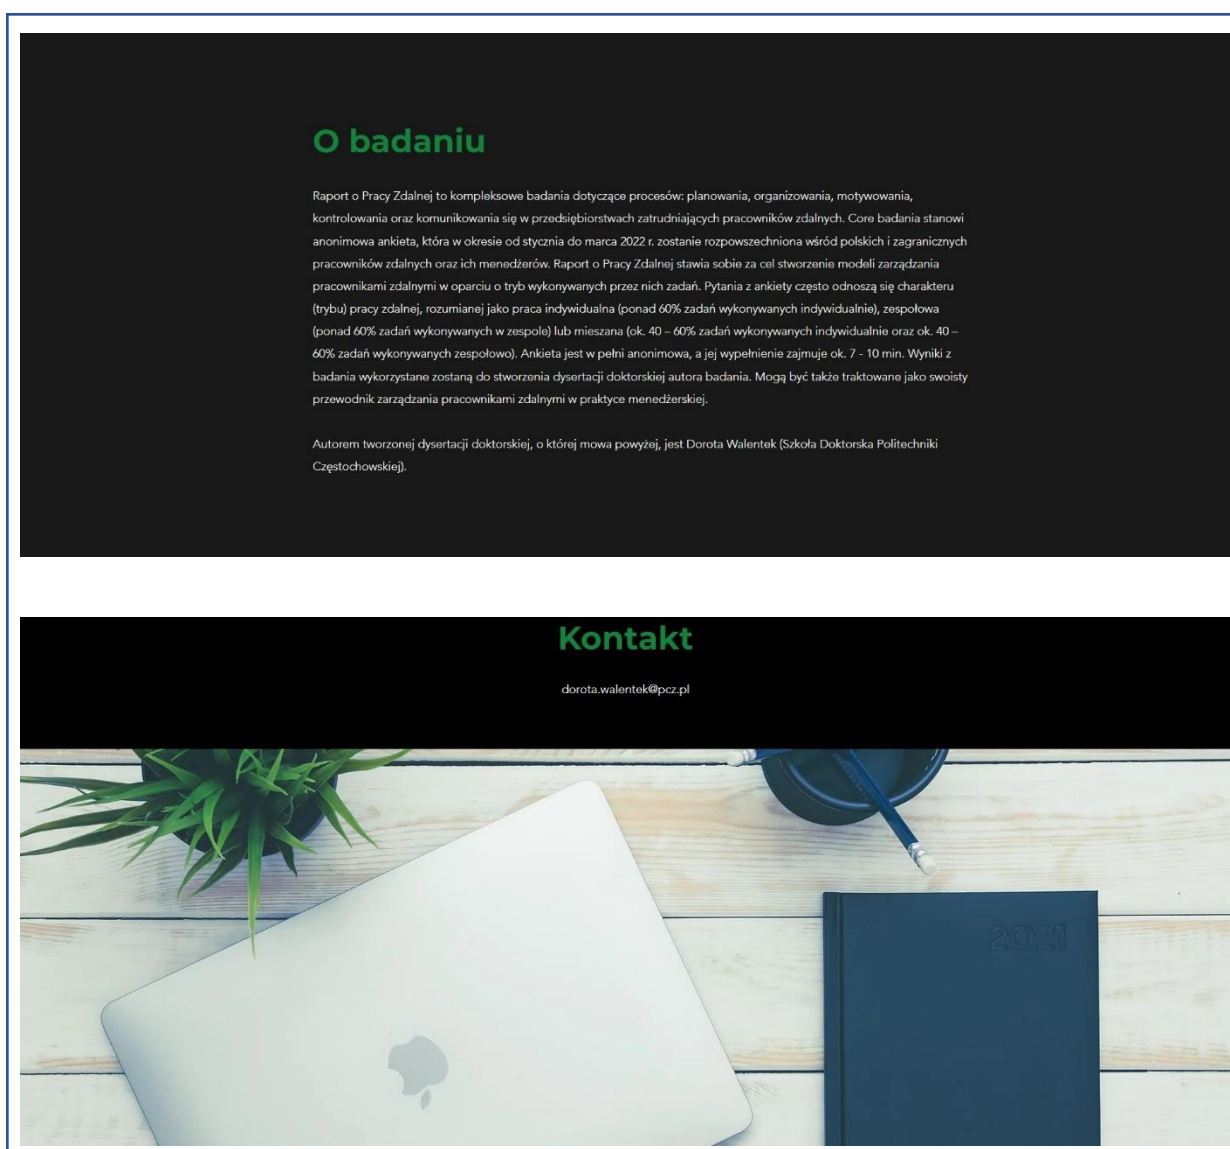 O badaniu
Raport o Pracy Zdalnej to kompleksowe badania dotyczące procesów: planowania, organizowania, motywowania,
kontrolowania oraz komunikowania się w przedsiębiorstwach zatrudniających pracowników zdalnych. Core badania stanowi
anonimowa ankieta, która w okresie od stycznia do marca 2022 r. zostanie rozpowszechniona wśród polskich i zagranicznych
pracowników zdalnych oraz ich menedżerów. Raport o Pracy Zdalnej stawia sobie za cel stworzenie modeli zarządzania
pracownikami zdalnymi w oparciu o tryb wykonywanych przez nich zadań. Pytania z ankiety często odnoszą się charakteru
(trybu) pracy zdalnej, rozumianej jako praca indywidualna (ponad 60% zadań wykonywanych indywidualnie), zespołowa
(ponad 60% zadań wykonywanych w zespole) lub mieszana (ok. 40 – 60% zadań wykonywanych indywidualnie oraz ok. 40 –
60% zadań wykonywanych zespołowo). Ankieta jest w pełni anonimowa, a jej wypełnienie zajmuje ok. 7 - 10 min. Wyniki z
badania wykorzystane zostaną do stworzenia dysertacji doktorskiej autora badania. Mogą być także traktowane jako swoisty
przewodnik zarządzania pracownikami zdalnymi w praktyce menedżerskiej.
Autorem tworzonej dysertacji doktorskiej, o której mowa powyżej, jest Dorota Walentek (Szkoła Doktorska Politechniki
Częstochowskiej).
Kontakt
dorota.walentek@pcz.pl
2021